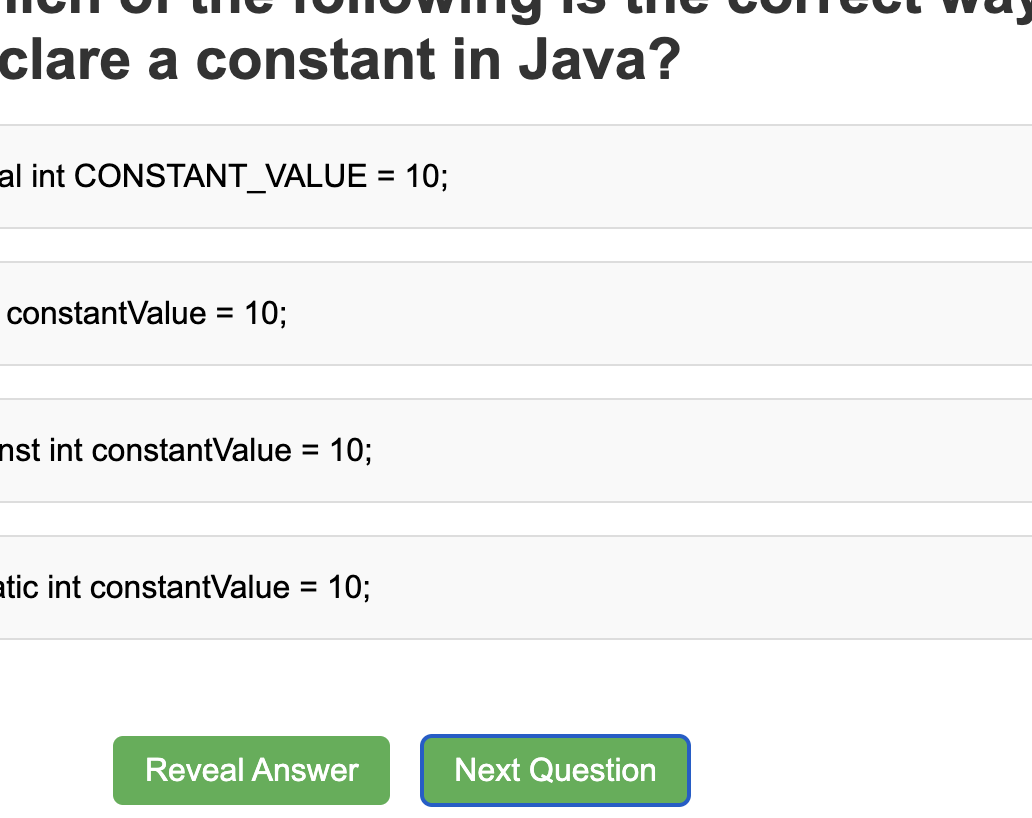 hich of the following is the correct way
clare a constant in Java?
al int CONSTANT_VALUE = 10;
constantValue = 10;
nst int constantValue = 10;
atic int constantValue = 10;
Reveal Answer
Next Question